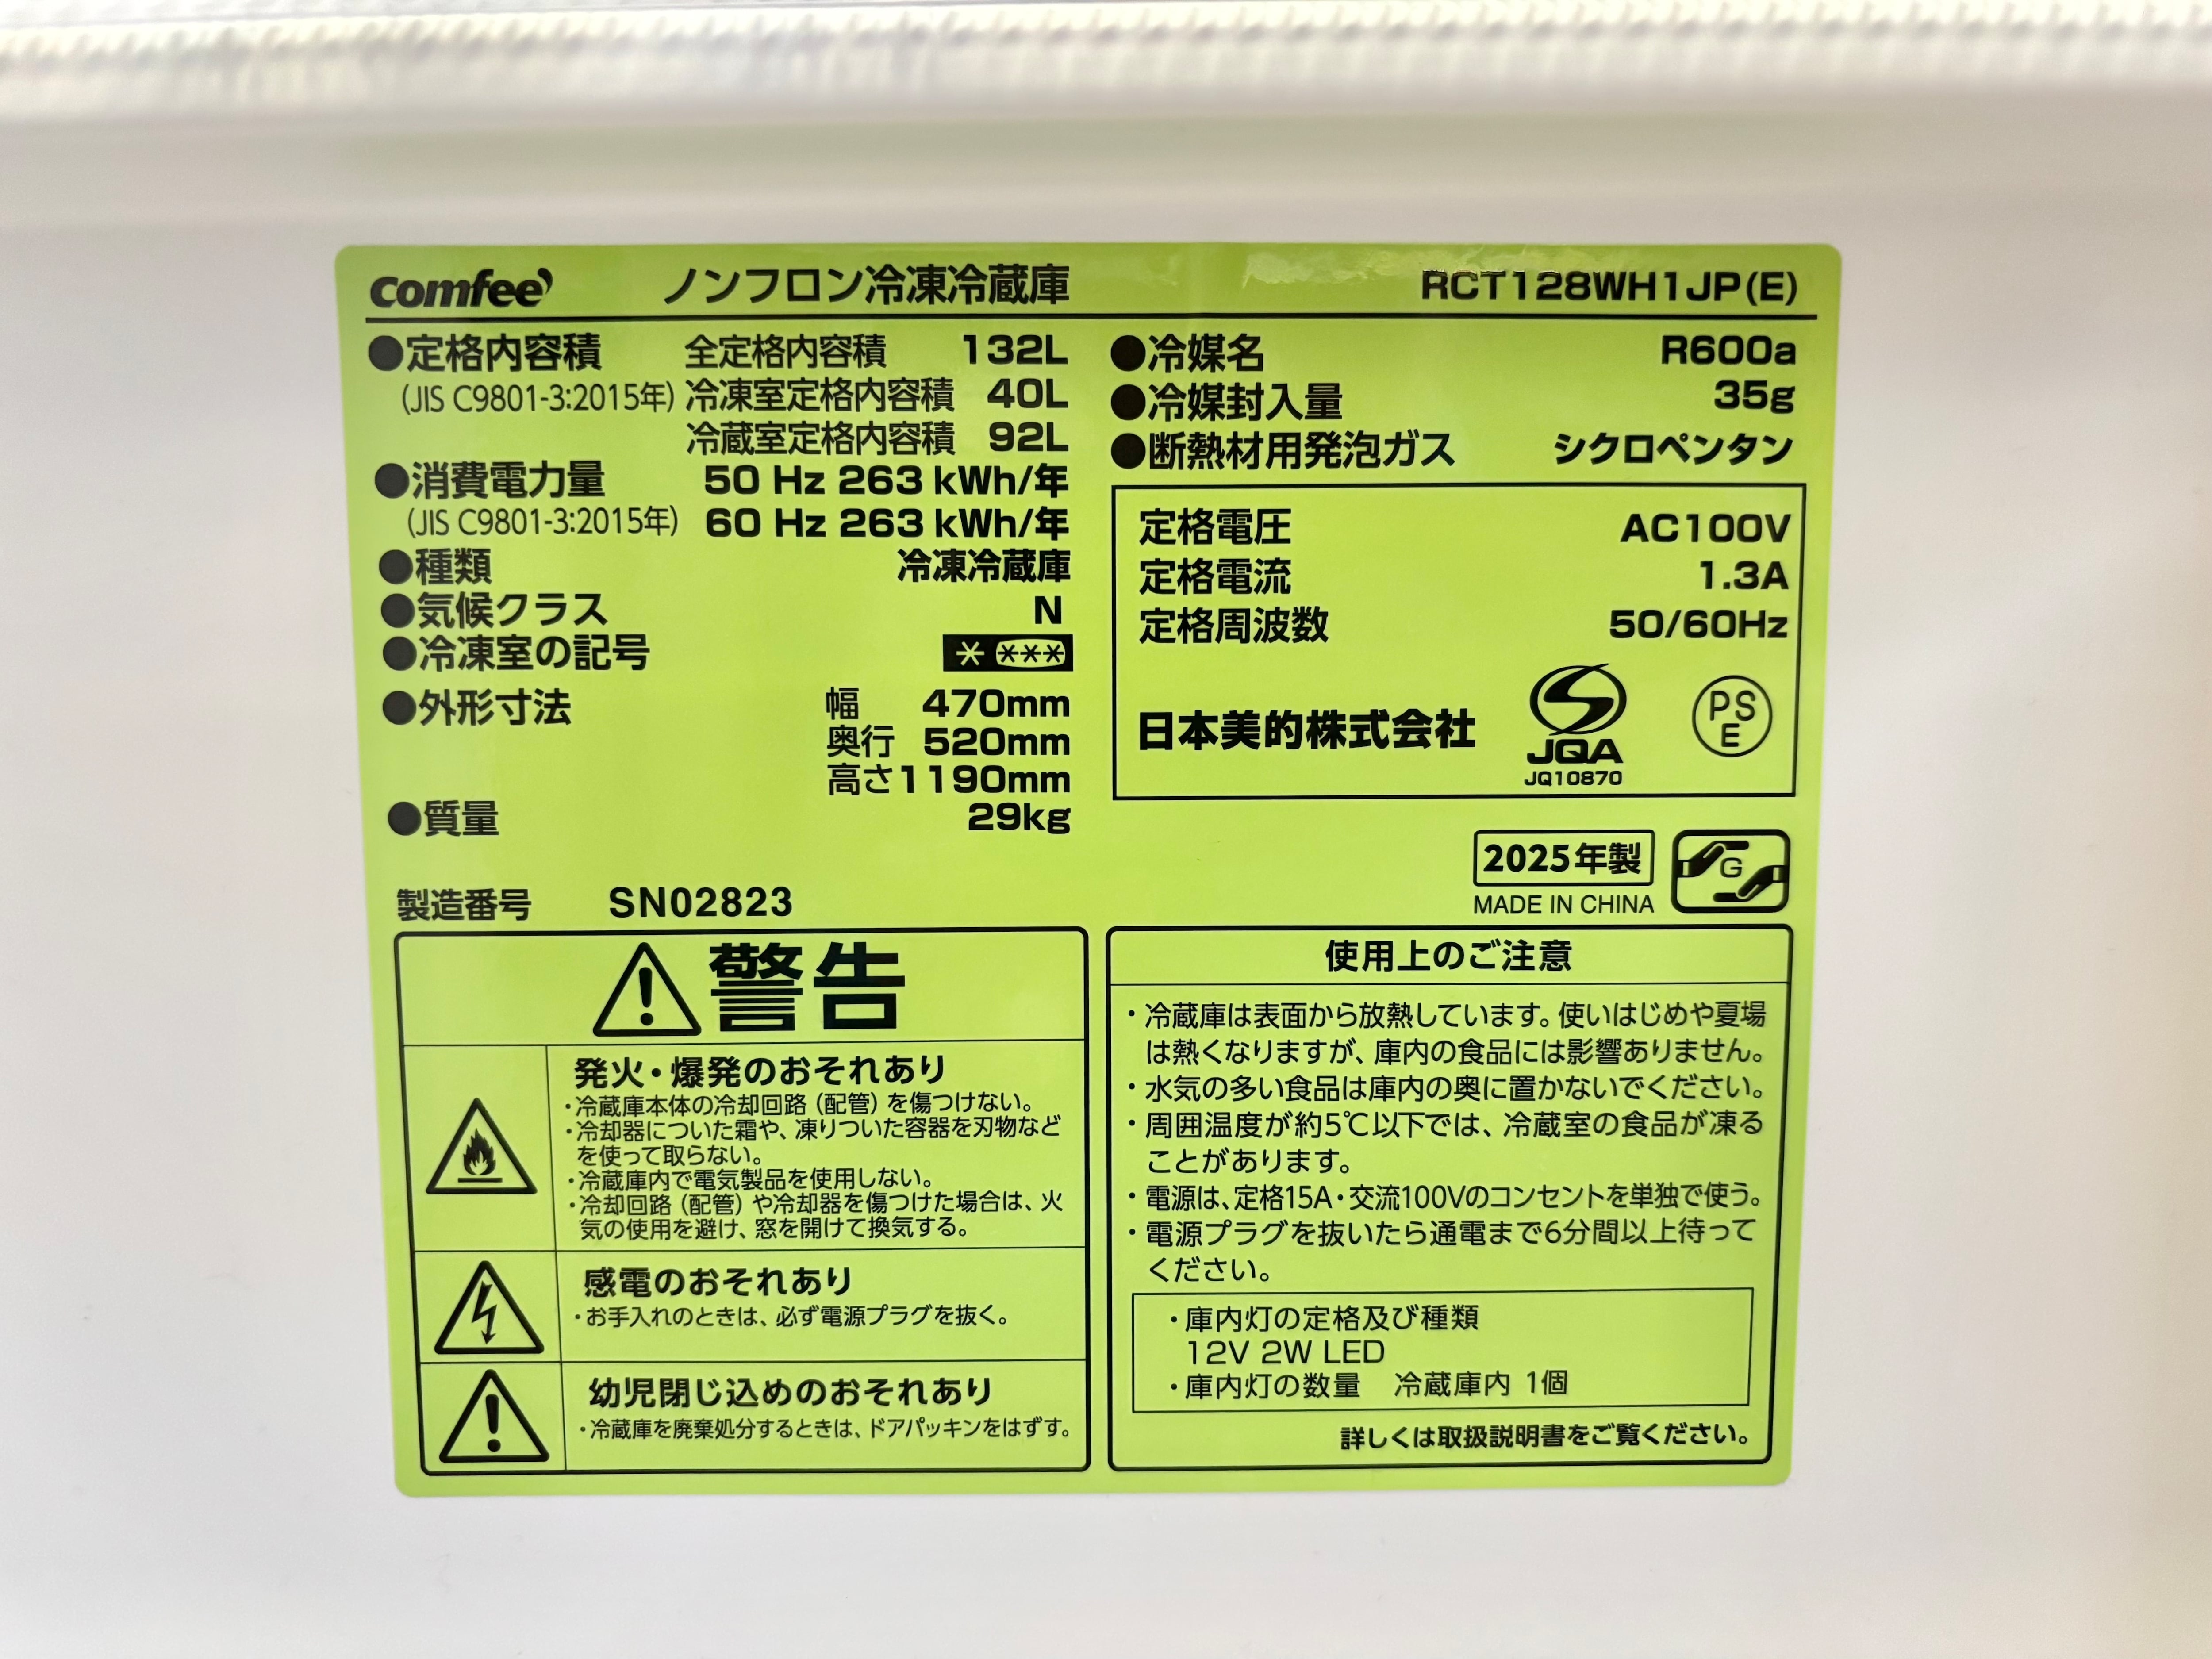 comfee' ノンフロン冷凍冷蔵庫 RCT128WH1JP(E)
●定格内容積 全定格内容積 132L
(JIS C9801-3:2015年) 冷凍室定格内容積 40L
冷蔵室定格内容積 92L
●消費電力量 50 Hz 263 kWh/年
(JIS C9801-3:2015年) 60 Hz 263 kWh/年
●種類 冷凍冷蔵庫
●気候クラス N
●冷凍室の記号 * ***
●外形寸法 幅 470mm
奥行 520mm
高さ 1190mm
●質量 29kg
製造番号 SN02823
●冷媒名 R600a
●冷媒封入量 35g
●断熱材用発泡ガス シクロペンタン
定格電圧 AC100V
定格電流 1.3A
定格周波数 50/60Hz
日本美的株式会社
JQA
JQ10870
PS
E
2025年製
MADE IN CHINA
G
警告
発火・爆発のおそれあり
・冷蔵庫本体の冷却回路（配管）を傷つけない。
・冷却器についた霜や、凍りついた容器を刃物など
を使って取らない。
・冷蔵庫内で電気製品を使用しない。
・冷却回路（配管）や冷却器を傷つけた場合は、火
気の使用を避け、窓を開けて換気する。
感電のおそれあり
・お手入れのときは、必ず電源プラグを抜く。
幼児閉じ込めのおそれあり
・冷蔵庫を廃棄処分するときは、ドアパッキンをはずす。
使用上のご注意
・冷蔵庫は表面から放熱しています。使いはじめや夏場
は熱くなりますが、庫内の食品には影響ありません。
・水気の多い食品は庫内の奥に置かないでください。
・周囲温度が約5℃以下では、冷蔵室の食品が凍る
ことがあります。
・電源は、定格15A・交流100Vのコンセントを単独で使う。
・電源プラグを抜いたら通電まで6分間以上待って
ください。
・庫内灯の定格及び種類
12V 2W LED
・庫内灯の数量 冷蔵庫内 1個
詳しくは取扱説明書をご覧ください。